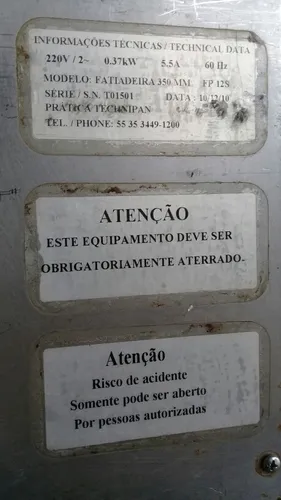 INFORMAÇÕES TÉCNICAS / TECHNICAL DATA
220V / 2~ 0.37kW 5.5A 60 Hz
MODELO: FATIADEIRA 350 MM FP 12S
SÉRIE / S.N. T01501 DATA: 10/12/10
PRÁTICA TECHNIPAN
TEL. / PHONE: 55 35 3449-1200
ATENÇÃO
ESTE EQUIPAMENTO DEVE SER
OBRIGATORIAMENTE ATERRADO-
Atenção
Risco de acidente
Somente pode ser aberto
Por pessoas autorizadas